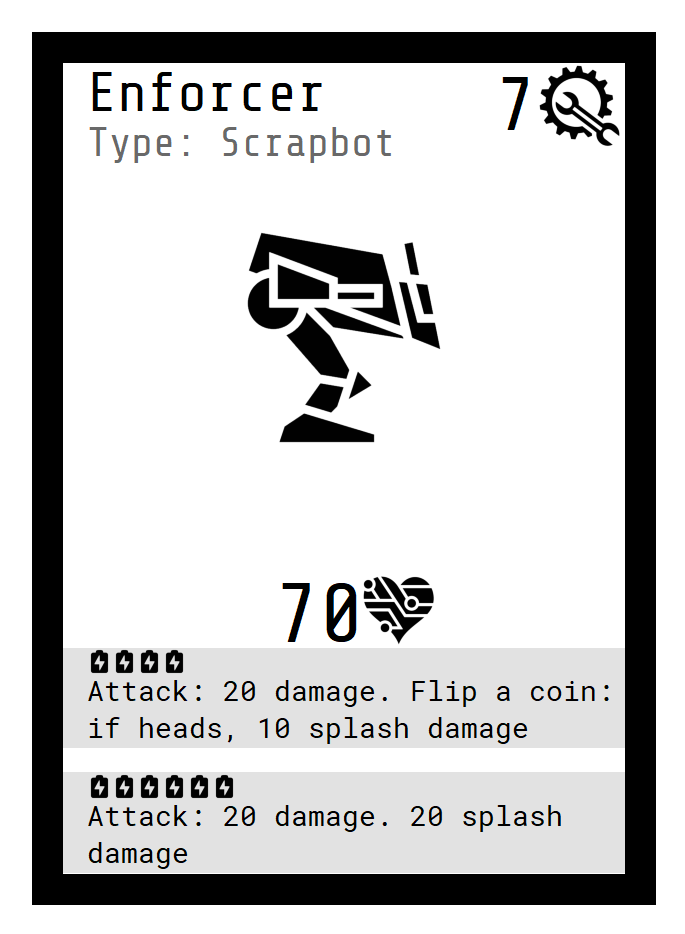 Enforcer
7
Type: Scrapbot
70
Attack: 20 damage. Flip a coin:
if heads, 10 splash damage
Attack: 20 damage. 20 splash
damage